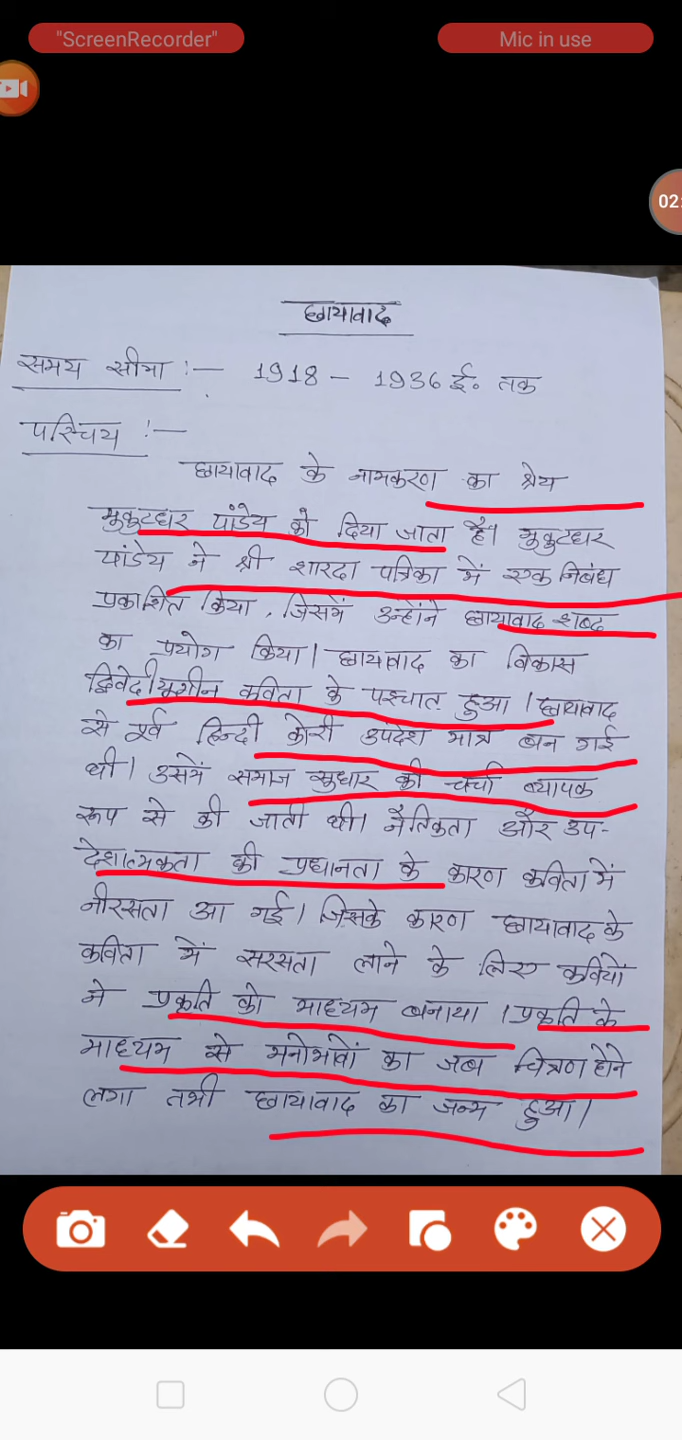 "ScreenRecorder"
Mic in use
02:
छायावाद
समय सीमा :- 1918 - 1936 ई० तक
परिचय :-
छायावाद के नामकरण का श्रेय
मुकुटधर पांडेय को दिया जाता है। मुकुटधर
पांडेय ने श्री शारदा पत्रिका में एक निबंध
प्रकाशित किया, जिसमें उन्होंने छायावाद शब्द
का प्रयोग किया। छायावाद का विकास
द्विवेदीयुगीन कविता के पश्चात हुआ। छायावाद
से पूर्व हिन्दी कोरी उपदेश मात्र बन गई
थी। उसमें समाज सुधार की चर्चा व्यापक
रूप से की जाती थी। नैतिकता और उप-
देशात्मकता की प्रधानता के कारण कविता में
नीरसता आ गई। जिसके कारण छायावाद के
कविता में सरसता लाने के लिए कवियों
ने प्रकृति को माध्यम बनाया। प्रकृति के
माध्यम से मनोभावों का जब चित्रण होने
लगा तभी छायावाद का जन्म हुआ।